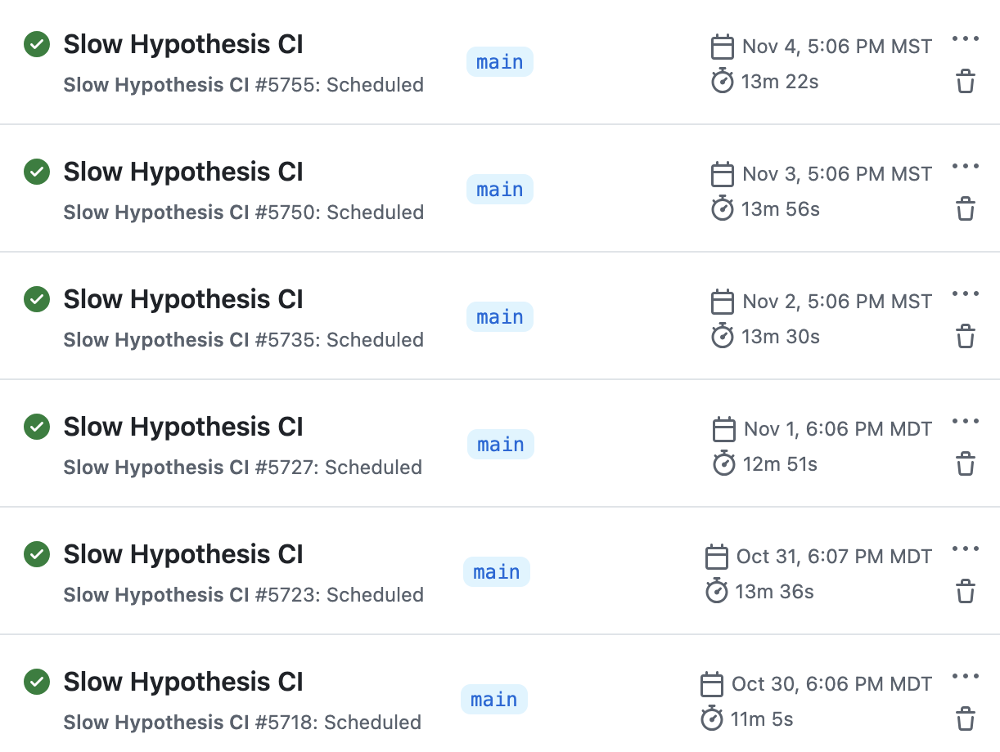 Slow Hypothesis CI
Slow Hypothesis CI #5755: Scheduled
main
Nov 4, 5:06 PM MST
13m 22s
Slow Hypothesis CI
Slow Hypothesis CI #5750: Scheduled
main
Nov 3, 5:06 PM MST
13m 56s
Slow Hypothesis CI
Slow Hypothesis CI #5735: Scheduled
main
Nov 2, 5:06 PM MST
13m 30s
Slow Hypothesis CI
Slow Hypothesis CI #5727: Scheduled
main
Nov 1, 6:06 PM MDT
12m 51s
Slow Hypothesis CI
Slow Hypothesis CI #5723: Scheduled
main
Oct 31, 6:07 PM MDT
13m 36s
Slow Hypothesis CI
Slow Hypothesis CI #5718: Scheduled
main
Oct 30, 6:06 PM MDT
11m 5s